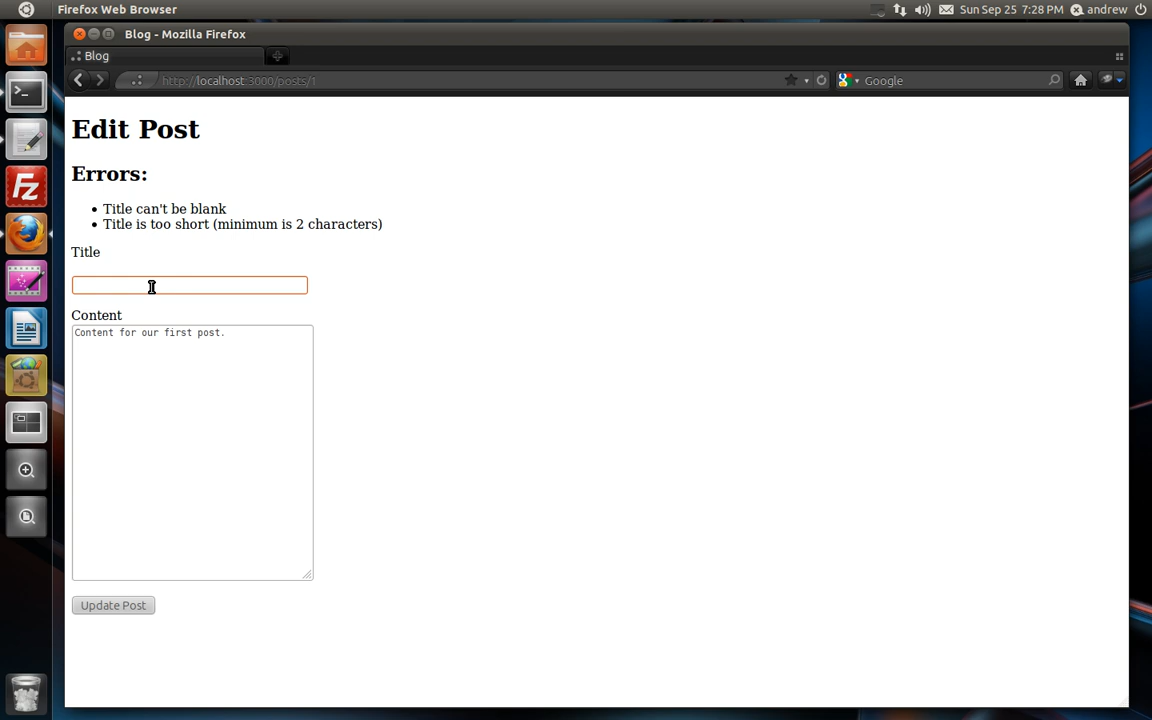 Firefox Web Browser
Sun Sep 25 7:28 PM andrew
Blog - Mozilla Firefox
Blog
http://localhost:3000/posts/1
Google
Edit Post
Errors:
Title can't be blank
Title is too short (minimum is 2 characters)
Title
Content
Content for our first post.
Update Post
Fz